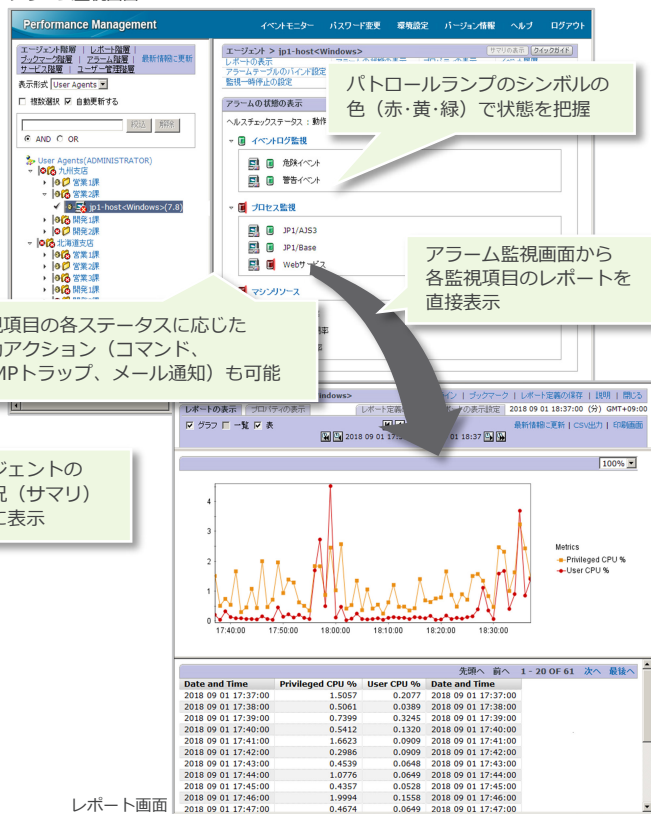 Performance Management
イベントモニター パスワード変更 環境設定 バージョン情報 ヘルプ ログアウト
エージェント階層 | レポート階層 |
ブックマーク階層 | アラーム階層 | 最新情報に更新
サービス階層 | ユーザー管理階層
表示形式 User Agents
複数選択 自動更新する
絞込 解除
AND OR
User Agents(ADMINISTRATOR)
九州支店
営業1課
営業2課
jp1-host<Windows>(7.8)
開発1課
開発2課
北海道支店
営業1課
営業2課
営業3課
開発1課
エージェント > jp1-host<Windows>
サマリの表示 クイックガイド
レポートの表示
アラームテーブルのバインド設定
監視一時停止の設定
アラームの状態の表示
ヘルスチェックステータス : 動作
イベントログ監視
危険イベント
警告イベント
プロセス監視
JP1/AJS3
JP1/Base
Webサービス
マシンリソース
パトロールランプのシンボルの
色（赤･黄･緑）で状態を把握
アラーム監視画面から
各監視項目のレポートを
直接表示
視項目の各ステータスに応じた
アクション（コマンド、
MPトラップ、メール通知）も可能
ジェントの
況（サマリ）
に表示
indows>
イン | ブックマーク | レポート定義の保存 | 説明 | 閉じる
レポートの表示 プロパティの表示 の表示設定 2018 09 01 18:37:00 (分) GMT+09:00
グラフ 一覧 表
最新情報に更新 | CSV出力 | 印刷画面
2018 09 01 17:3 01 18:37
100%
4
3
2
1
0
17:40:00 17:50:00 18:00:00 18:10:00 18:20:00 18:30:00
Metrics
Privileged CPU %
User CPU %
先頭へ 前へ 1 - 20 OF 61 次へ 最後へ
Date and Time Privileged CPU % User CPU % Date and Time
2018 09 01 17:37:00 1.5057 0.2077 2018 09 01 17:37:00
2018 09 01 17:38:00 0.5061 0.0389 2018 09 01 17:38:00
2018 09 01 17:39:00 0.7399 0.3245 2018 09 01 17:39:00
2018 09 01 17:40:00 0.5412 0.1320 2018 09 01 17:40:00
2018 09 01 17:41:00 1.6623 0.0909 2018 09 01 17:41:00
2018 09 01 17:42:00 0.2986 0.0909 2018 09 01 17:42:00
2018 09 01 17:43:00 0.4539 0.0648 2018 09 01 17:43:00
2018 09 01 17:44:00 1.0776 0.0649 2018 09 01 17:44:00
2018 09 01 17:45:00 0.4357 0.0528 2018 09 01 17:45:00
2018 09 01 17:46:00 1.9994 0.1558 2018 09 01 17:46:00
2018 09 01 17:47:00 0.4674 0.0649 2018 09 01 17:47:00
レポート画面